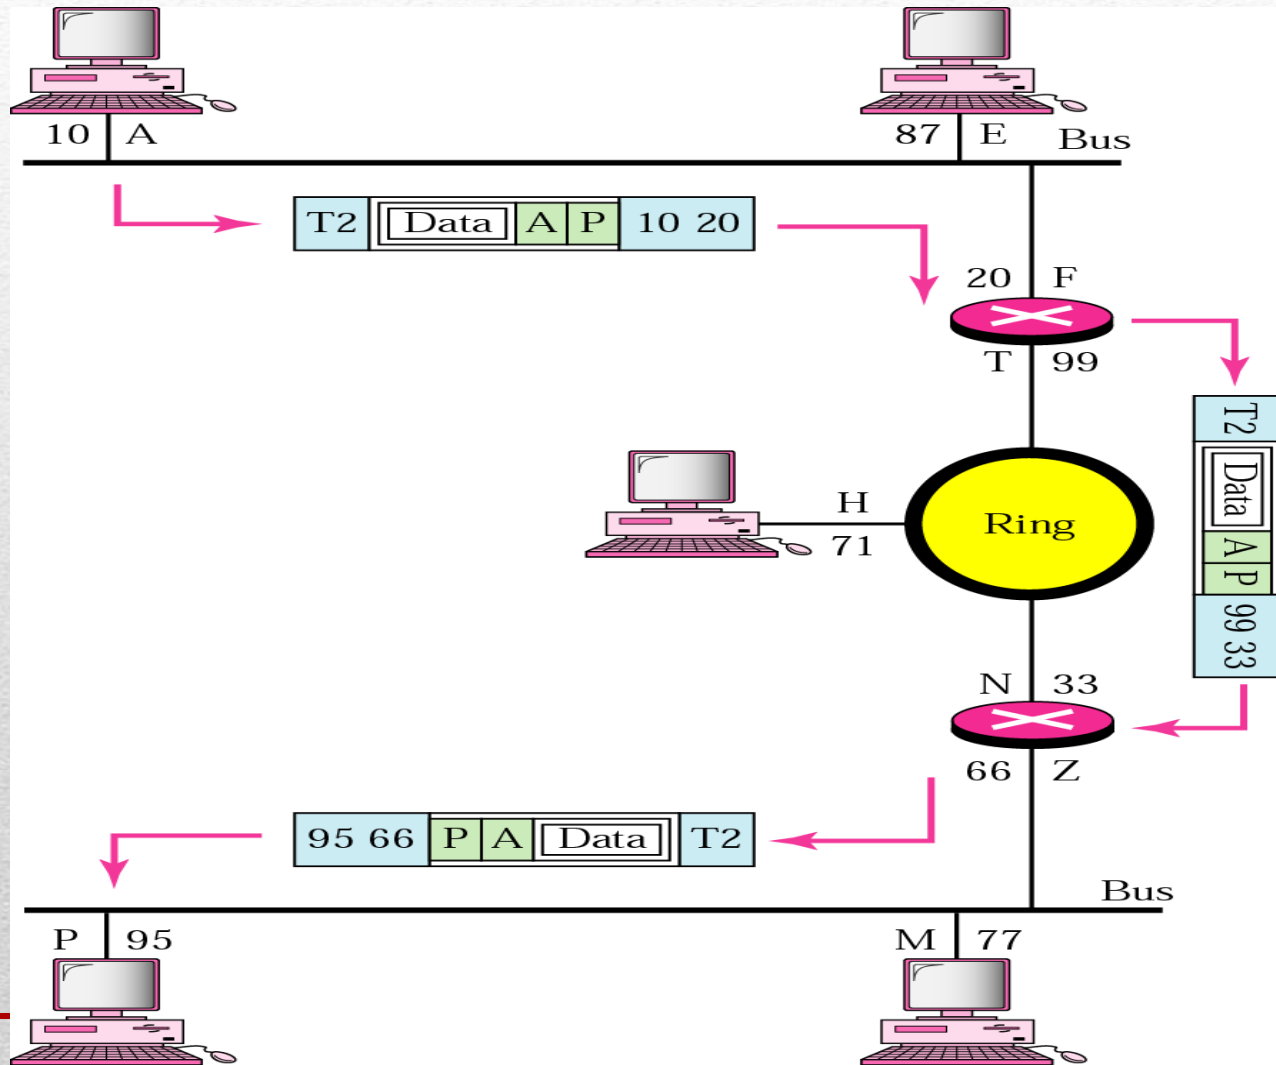 10 A
87 E
Bus
T2 Data A P 10 20
20 F
T 99
T2 Data A P 99 33
H
71
Ring
N 33
66 Z
95 66 P A Data T2
Bus
P 95
M 77